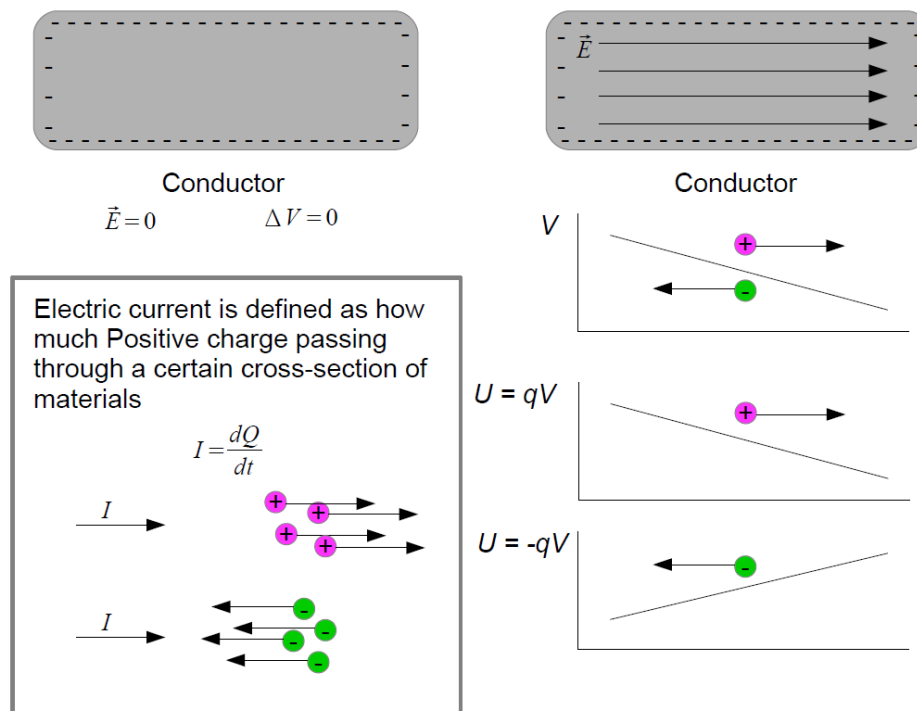 Conductor
E⃗ = 0
Δ V = 0
Electric current is defined as how
much Positive charge passing
through a certain cross-section of
materials
I = dQ/dt
I
+
+
+
+
I
-
-
-
-
E⃗
Conductor
V
+
-
U = qV
+
U = -qV
-